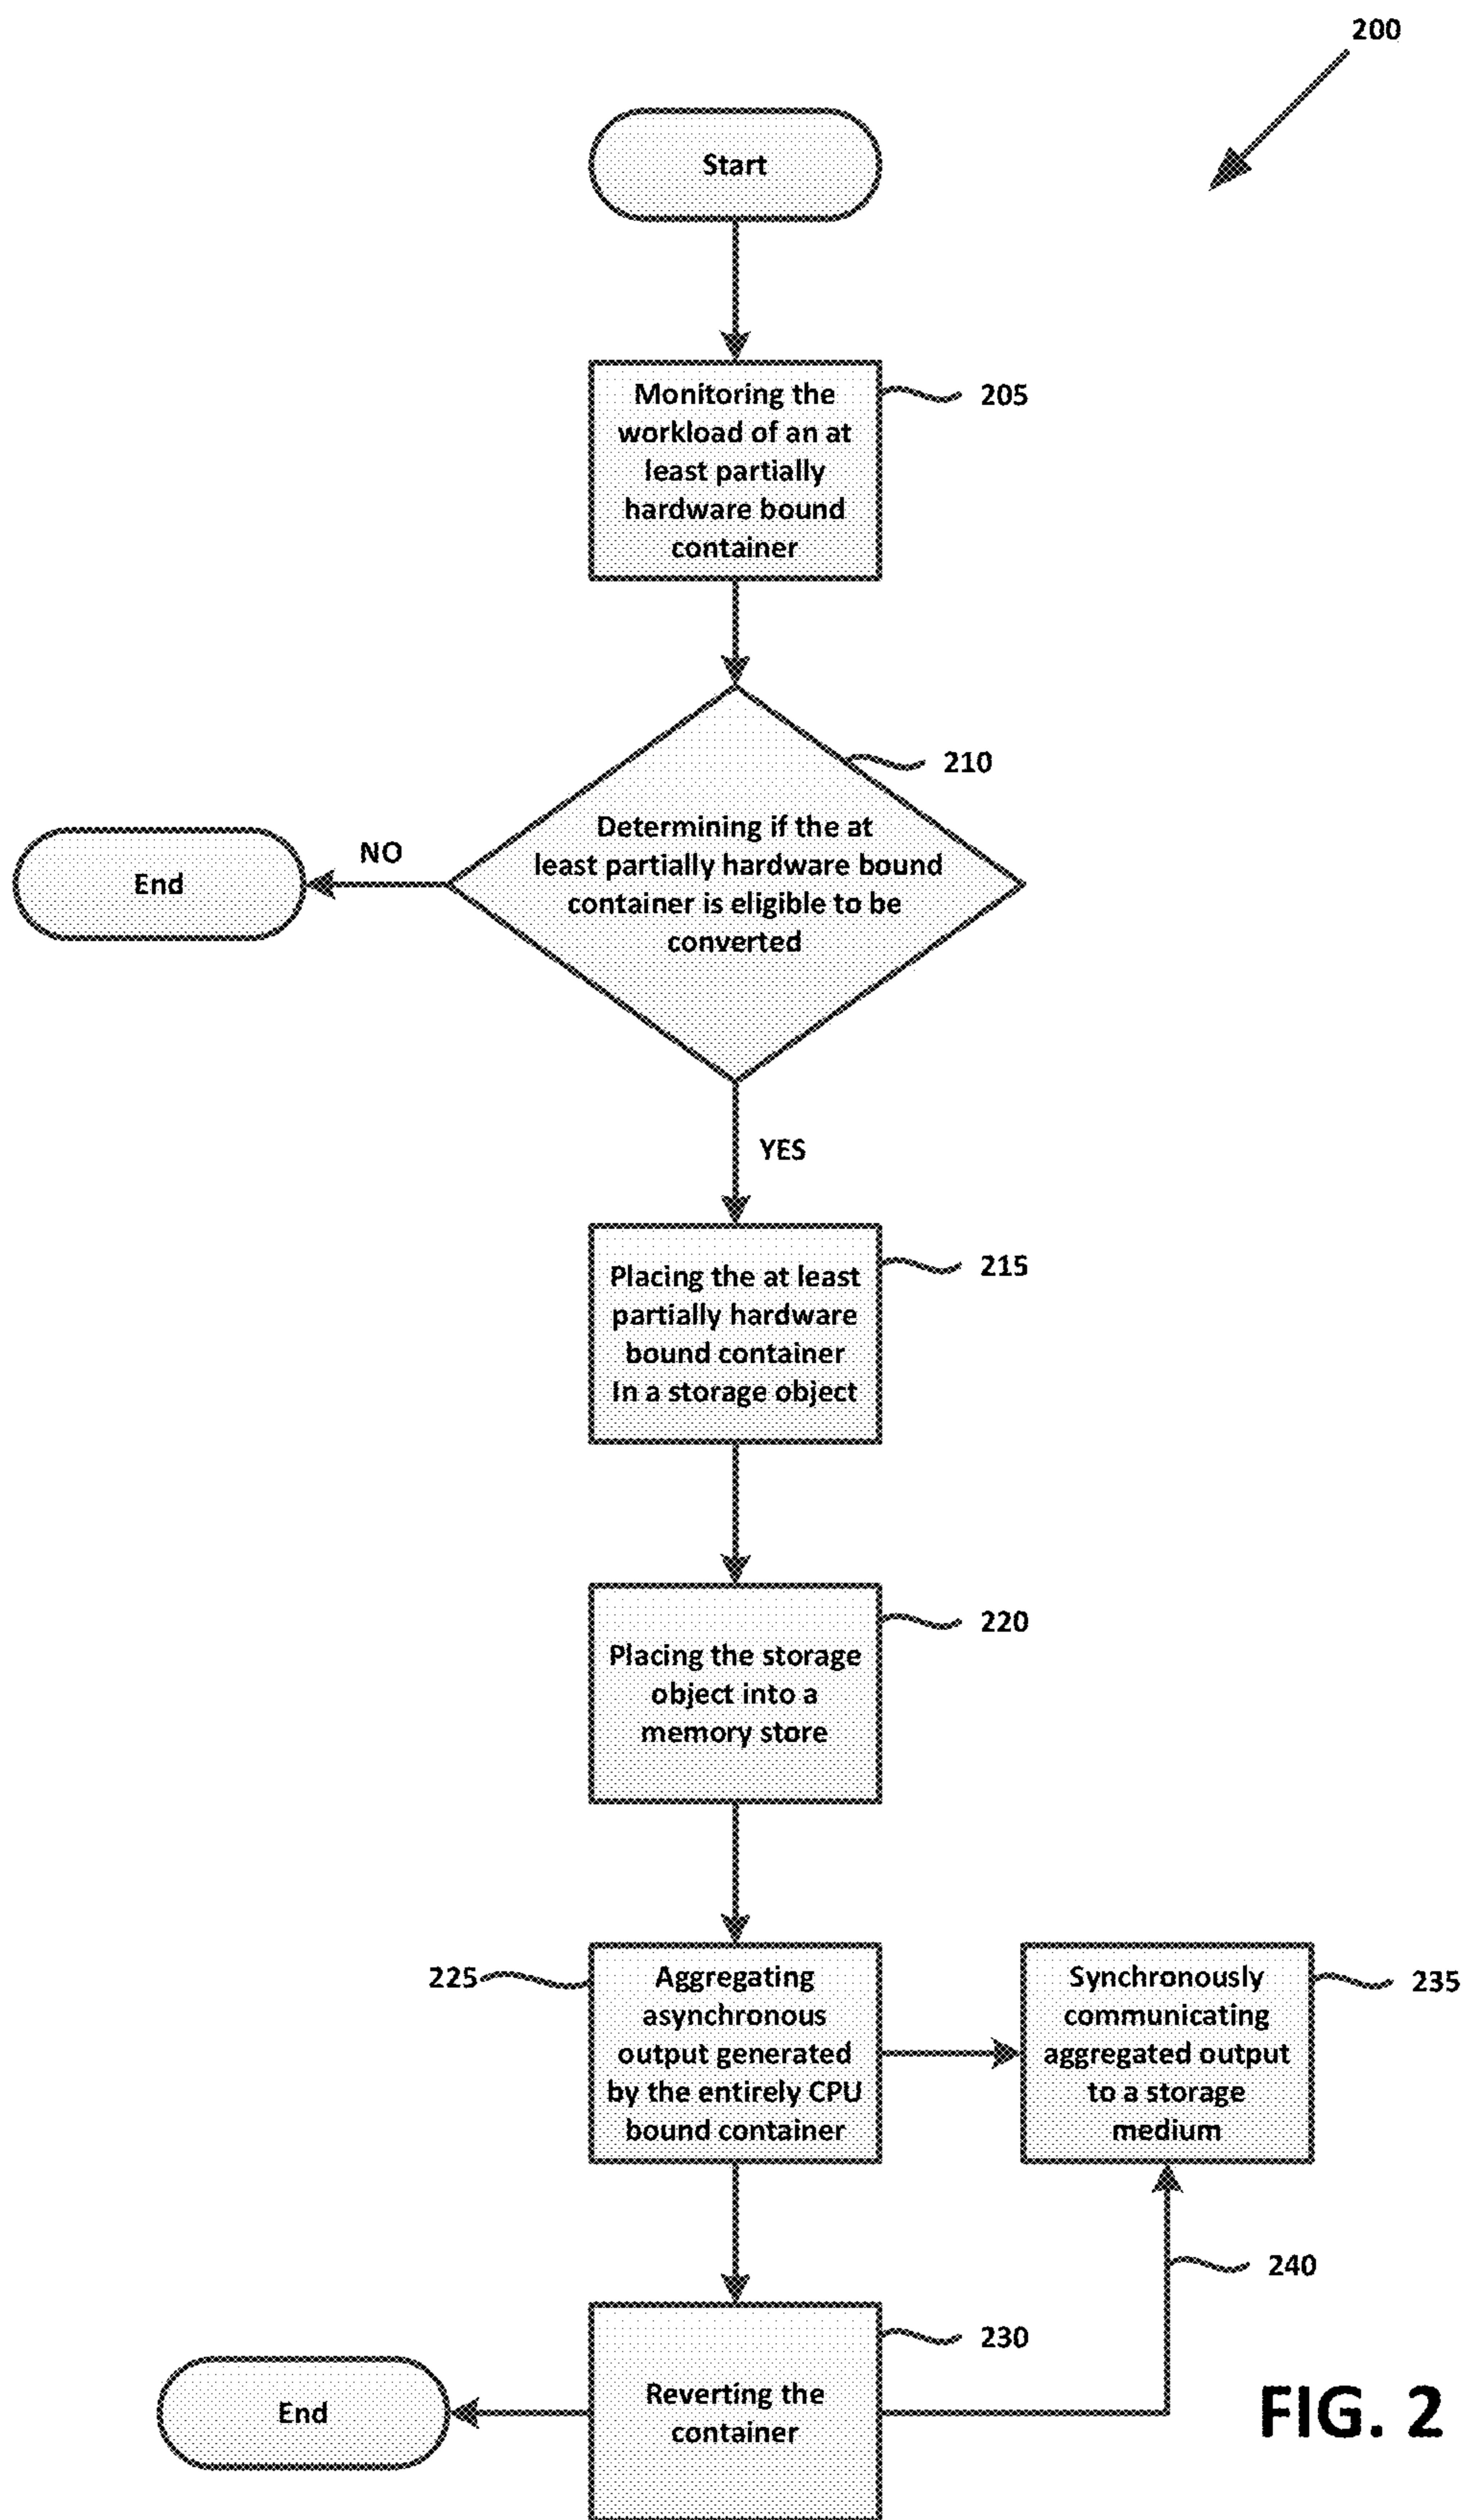 200
Start
Monitoring the
workload of an at
least partially
hardware bound
container
205
210
Determining if the at
least partially hardware bound
container is eligible to be
converted
NO
End
YES
215
Placing the at least
partially hardware
bound container
In a storage object
220
Placing the storage
object into a
memory store
225
Aggregating
asynchronous
output generated
by the entirely CPU
bound container
Synchronously
communicating
aggregated output
to a storage
medium
235
240
230
Reverting the
container
End
FIG. 2